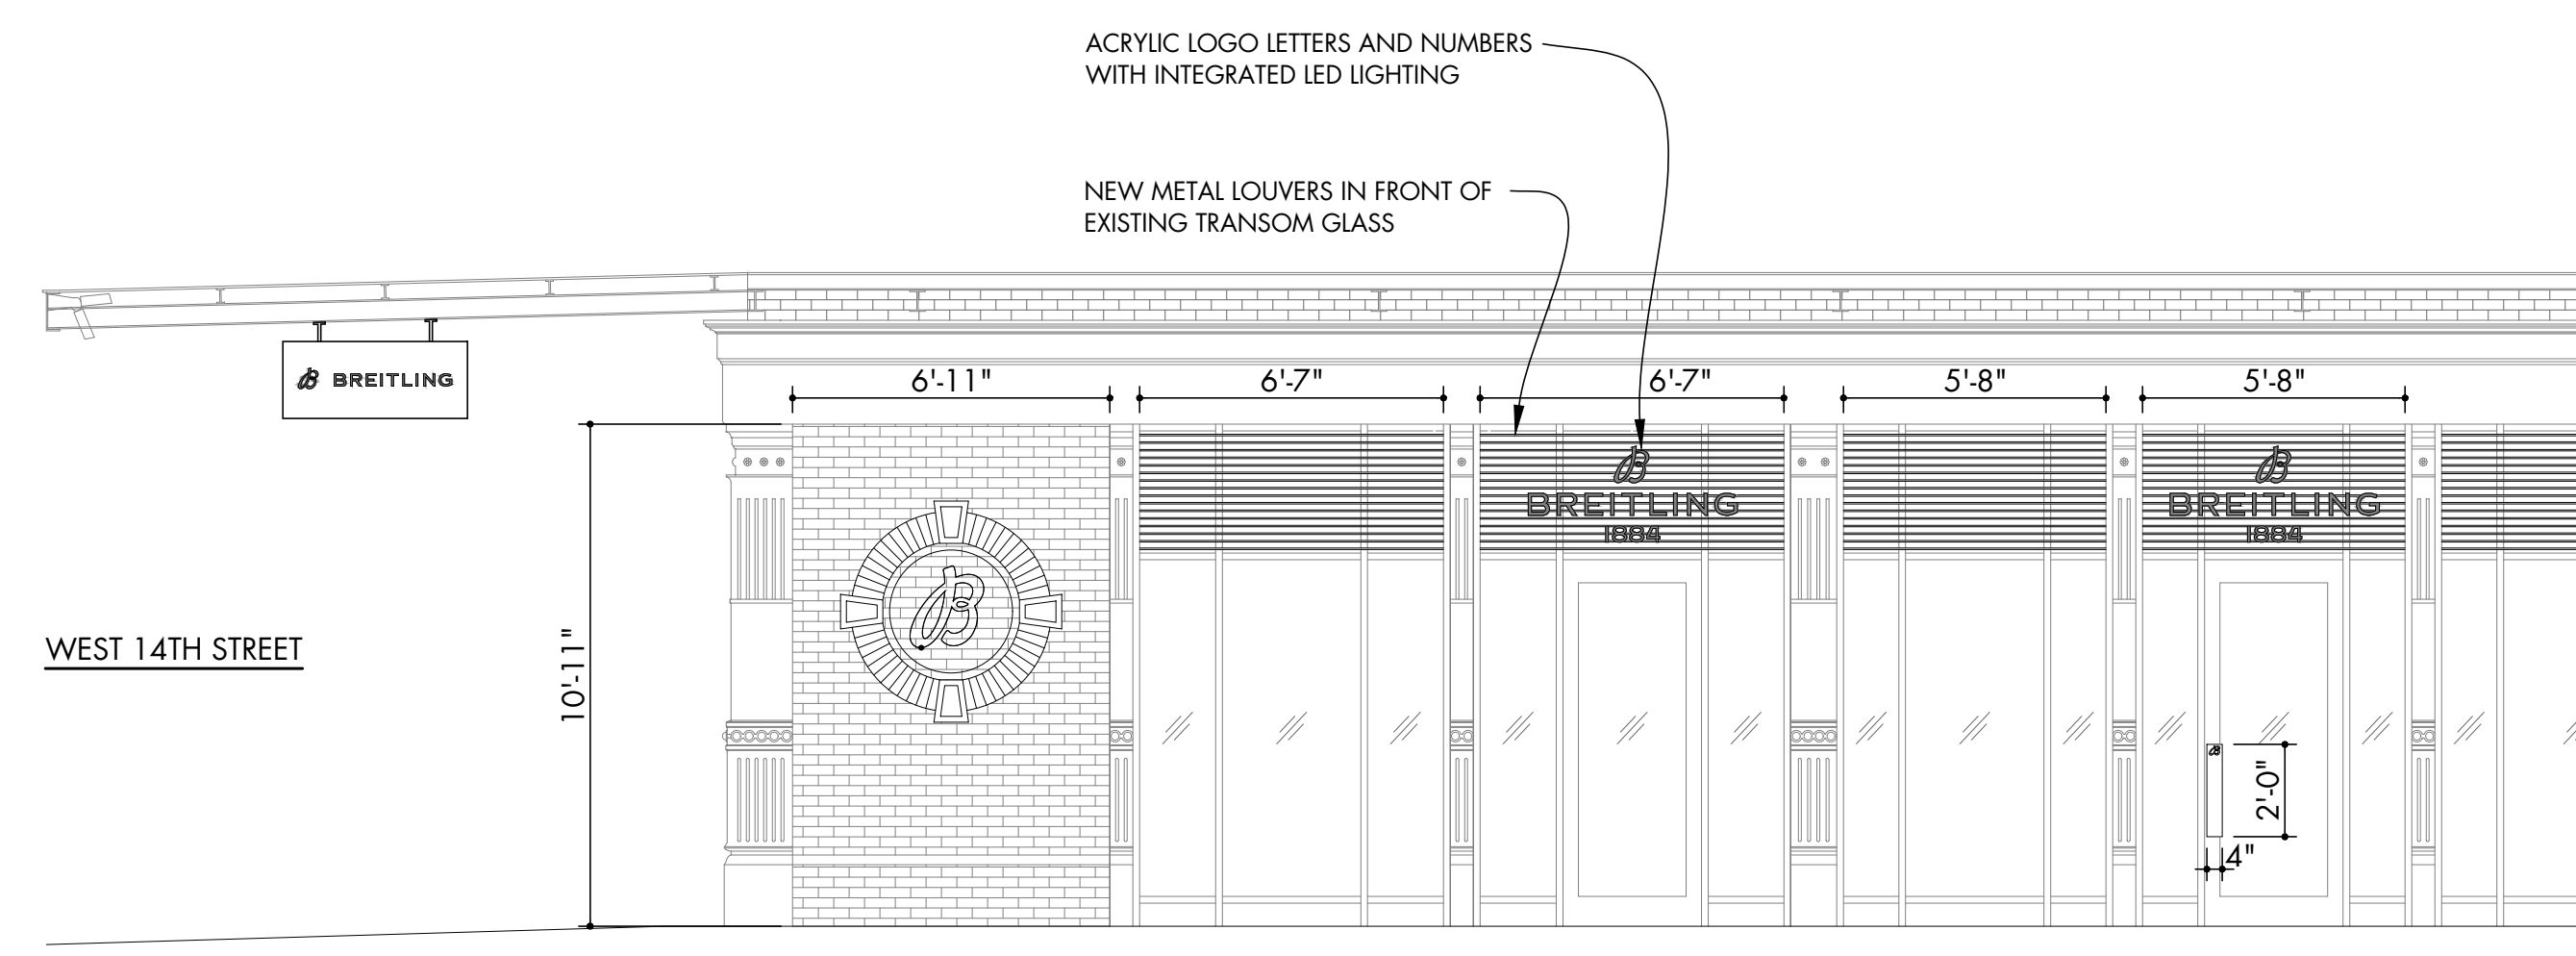 ACRYLIC LOGO LETTERS AND NUMBERS
WITH INTEGRATED LED LIGHTING
NEW METAL LOUVERS IN FRONT OF
EXISTING TRANSOM GLASS
B BREITLING
6'-11"
6'-7"
6'-7"
5'-8"
5'-8"
B
BREITLING
1884
B
BREITLING
1884
B
WEST 14TH STREET
10'-11"
B
2'-0"
4"